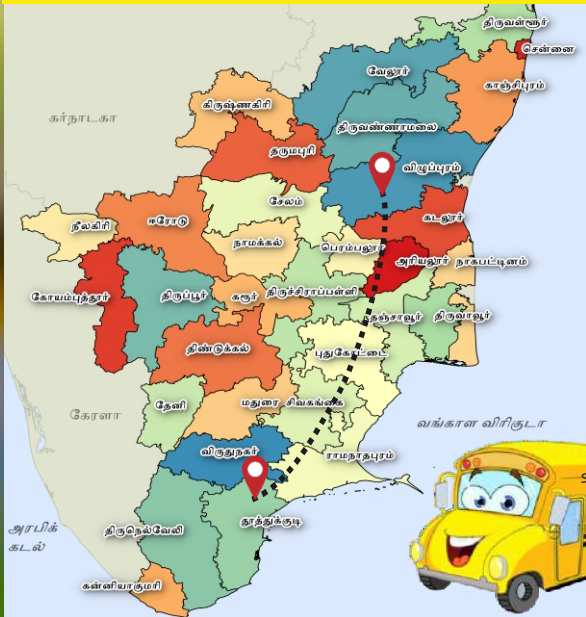 திருவள்ளூர்
சென்னை
வேலூர்
காஞ்சிபுரம்
கிருஷ்ணகிரி
கர்நாடகா
திருவண்ணாமலை
தருமபுரி
விழுப்புரம்
சேலம்
கடலூர்
ஈரோடு
நீலகிரி
நாமக்கல்
பெரம்பலூர்
அரியலூர்
நாகபட்டினம்
கோயம்புத்தூர்
திருப்பூர்
கரூர்
திருச்சிராப்பள்ளி
தஞ்சாவூர்
திருவாவூர்
திண்டுக்கல்
புதுகோட்டை
தேனி
மதுரை
சிவகங்கை
கேரளா
வங்காள விரிகுடா
விருதுநகர்
ராமநாதபுரம்
அரபிக்
கடல்
திருநெல்வேலி
தூத்துக்குடி
கன்னியாகுமரி